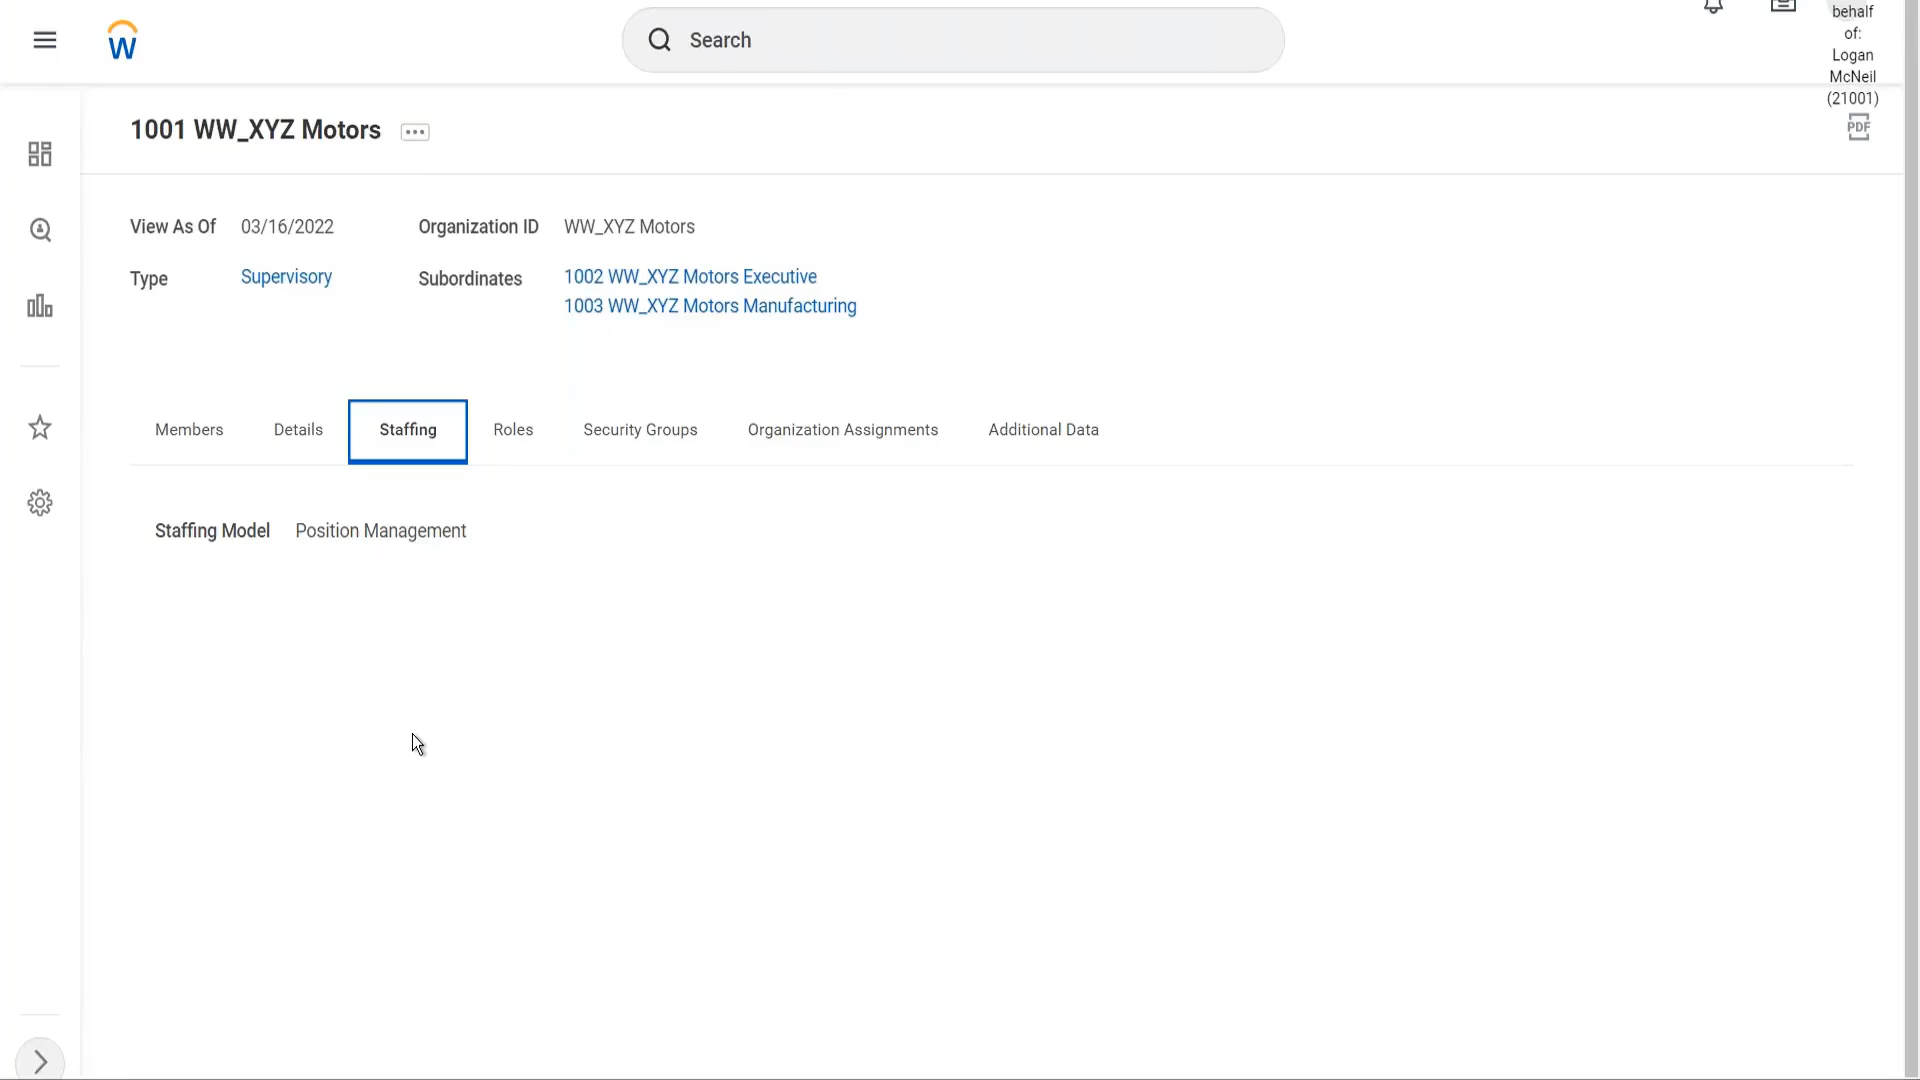 W
Search
behalf
of:
Logan
McNeil
(21001)
1001 WW_XYZ Motors
PDF
View As Of 03/16/2022 Organization ID WW_XYZ Motors
Type Supervisory Subordinates 1002 WW_XYZ Motors Executive
1003 WW_XYZ Motors Manufacturing
Members Details Staffing Roles Security Groups Organization Assignments Additional Data
Staffing Model Position Management